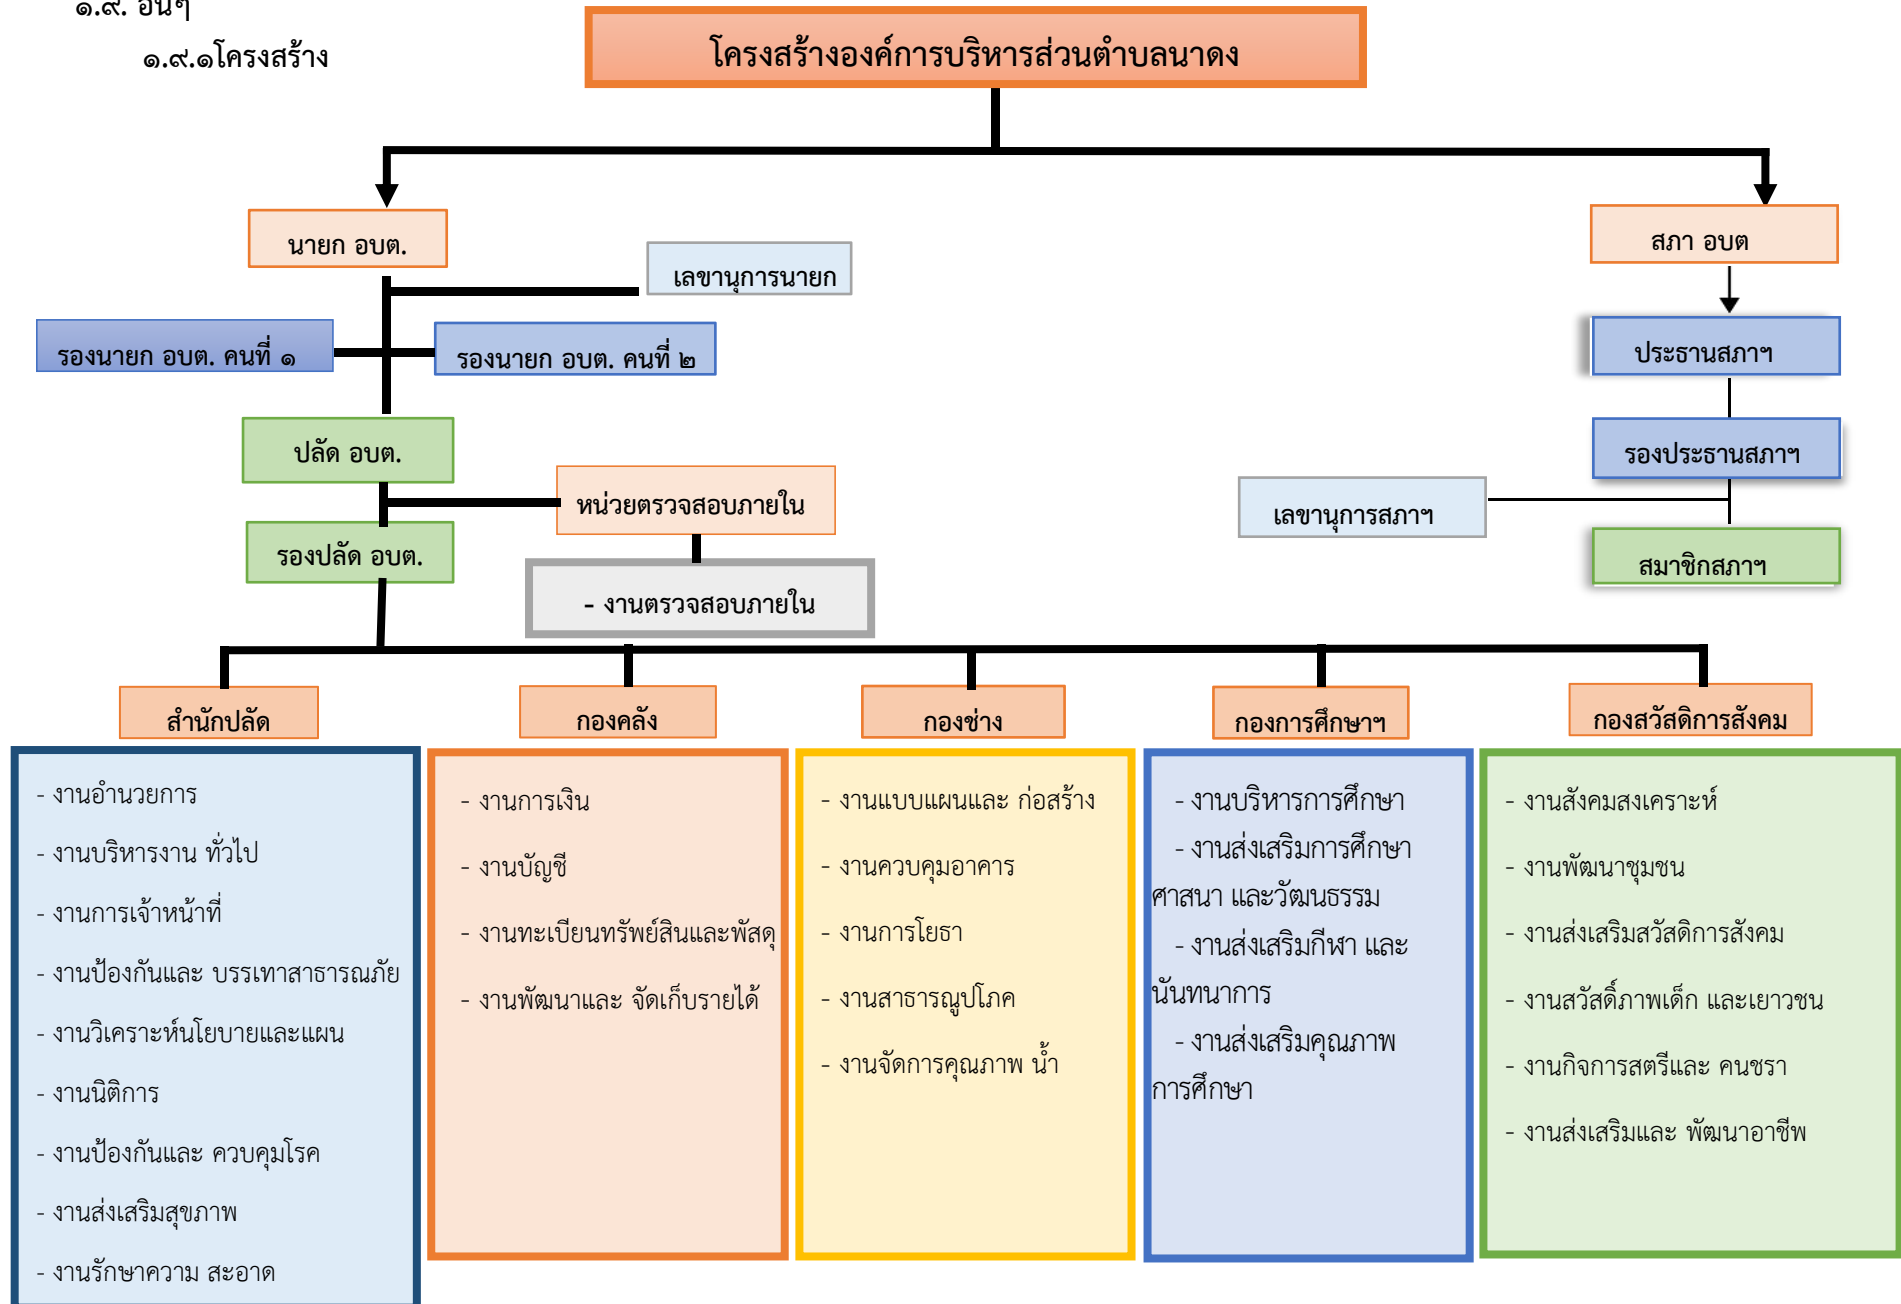 ๑.๙. อื่นๆ
๑.๙.๑โครงสร้าง
โครงสร้างองค์การบริหารส่วนตำบลนาดง
นายก อบต.
สภา อบต
เลขานุการนายก
รองนายก อบต. คนที่ ๑
รองนายก อบต. คนที่ ๒
ประธานสภาฯ
ปลัด อบต.
รองประธานสภาฯ
หน่วยตรวจสอบภายใน
เลขานุการสภาฯ
รองปลัด อบต.
สมาชิกสภาฯ
- งานตรวจสอบภายใน
สำนักปลัด
- งานอำนวยการ
- งานบริหารงาน ทั่วไป
- งานการเจ้าหน้าที่
- งานป้องกันและ บรรเทาสาธารณภัย
- งานวิเคราะห์นโยบายและแผน
- งานนิติการ
- งานป้องกันและ ควบคุมโรค
- งานส่งเสริมสุขภาพ
- งานรักษาความ สะอาด
กองคลัง
- งานการเงิน
- งานบัญชี
- งานทะเบียนทรัพย์สินและพัสดุ
- งานพัฒนาและ จัดเก็บรายได้
กองช่าง
- งานแบบแผนและ ก่อสร้าง
- งานควบคุมอาคาร
- งานการโยธา
- งานสาธารณูปโภค
- งานจัดการคุณภาพ น้ำ
กองการศึกษาฯ
- งานบริหารการศึกษา
- งานส่งเสริมการศึกษา
ศาสนา และวัฒนธรรม
- งานส่งเสริมกีฬา และ
นันทนาการ
- งานส่งเสริมคุณภาพ
การศึกษา
กองสวัสดิการสังคม
- งานสังคมสงเคราะห์
- งานพัฒนาชุมชน
- งานส่งเสริมสวัสดิการสังคม
- งานสวัสดิ์ภาพเด็ก และเยาวชน
- งานกิจการสตรีและ คนชรา
- งานส่งเสริมและ พัฒนาอาชีพ